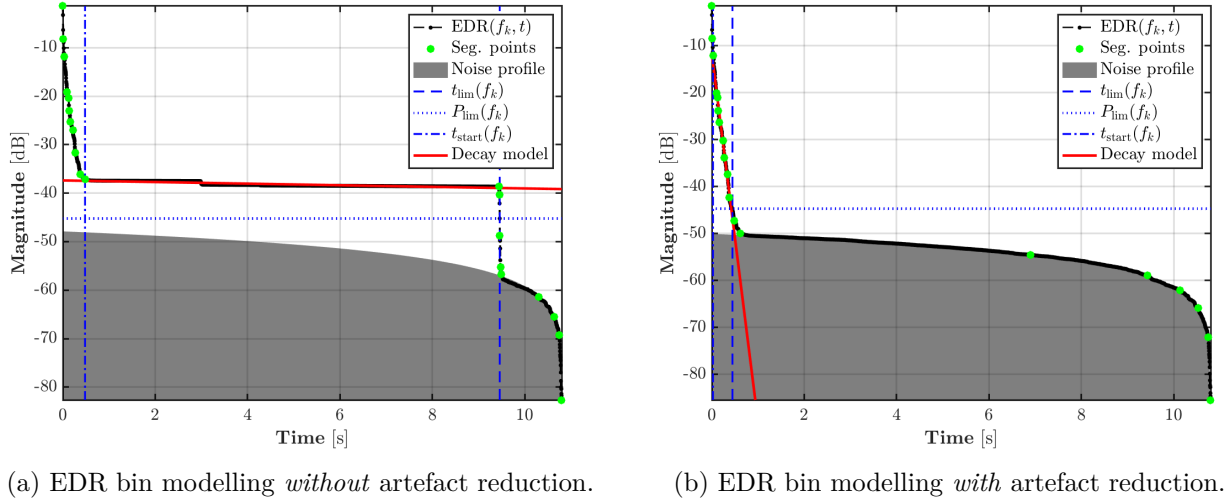 -10
-20
-30
-40
-50
-60
-70
-80
0
2
4
6
8
10
Magnitude [dB]
Time [s]
EDR(f_k, t)
Seg. points
Noise profile
t_lim(f_k)
P_lim(f_k)
t_start(f_k)
Decay model
(a) EDR bin modelling without artefact reduction.
-10
-20
-30
-40
-50
-60
-70
-80
0
2
4
6
8
10
Magnitude [dB]
Time [s]
EDR(f_k, t)
Seg. points
Noise profile
t_lim(f_k)
P_lim(f_k)
t_start(f_k)
Decay model
(b) EDR bin modelling with artefact reduction.